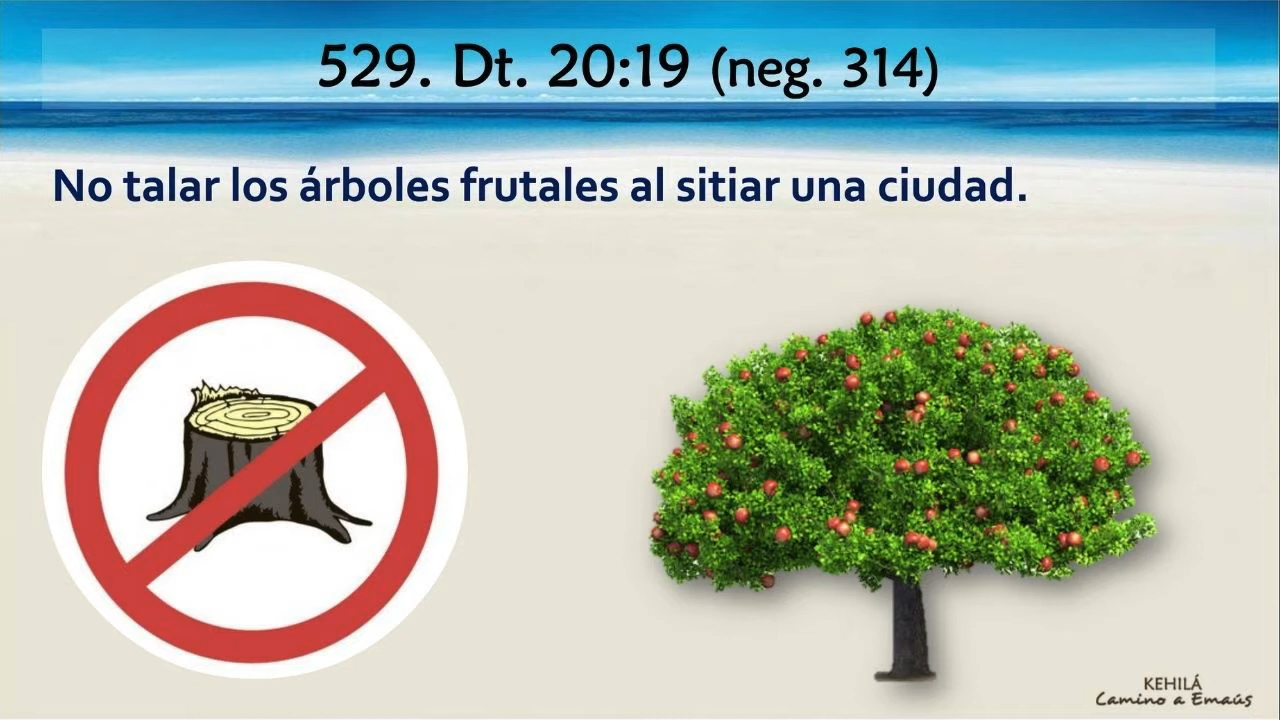 529. Dt. 20:19 (neg. 314)
No talar los árboles frutales al sitiar una ciudad.
KEHILÁ
Camino a Emaús